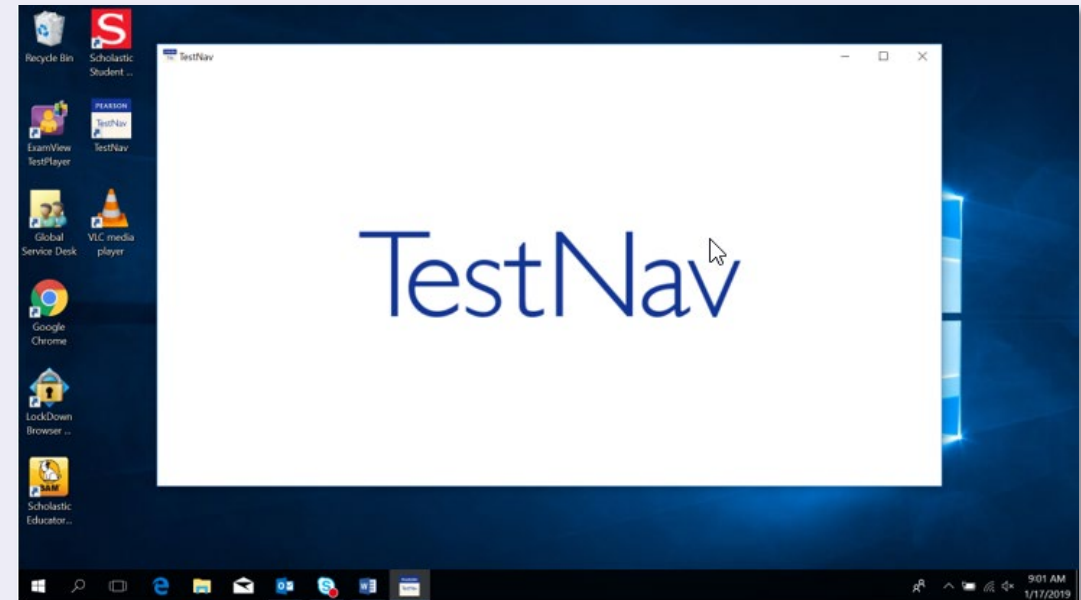 Recycle Bin
Scholastic
Student ...
ExamView
TestPlayer
PEARSON
TestNav
TestNav
Global
Service Desk
VLC media
player
Google
Chrome
LockDown
Browser ...
SAM
Scholastic
Educator...
TestNav
TestNav
9:01 AM
1/17/2019